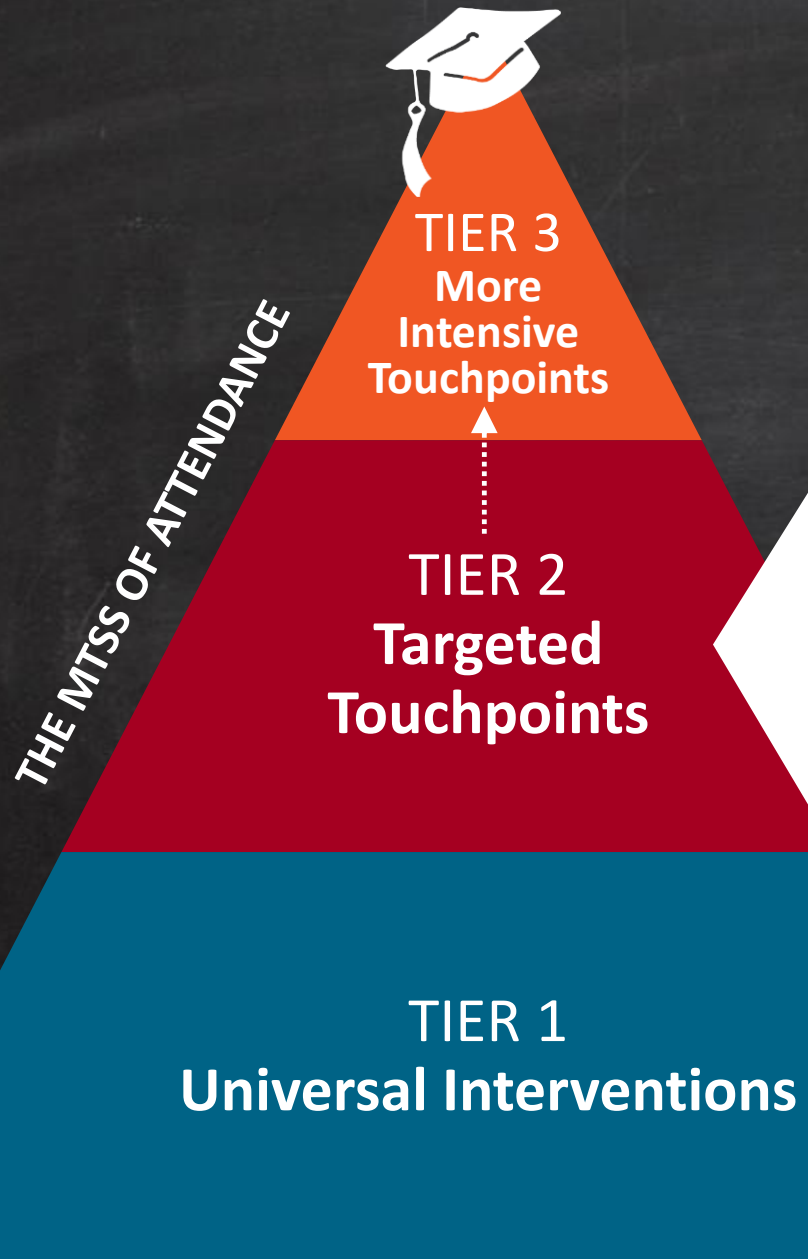 TIER 3
More
Intensive
Touchpoints
THE MTSS OF ATTENDANCE
TIER 2
Targeted
Touchpoints
TIER 1
Universal Interventions